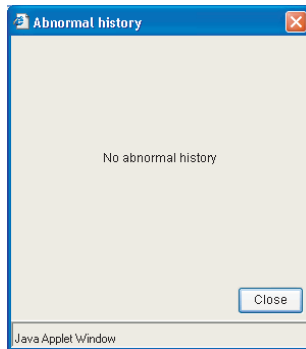 Abnormal history
No abnormal history
Close
Java Applet Window